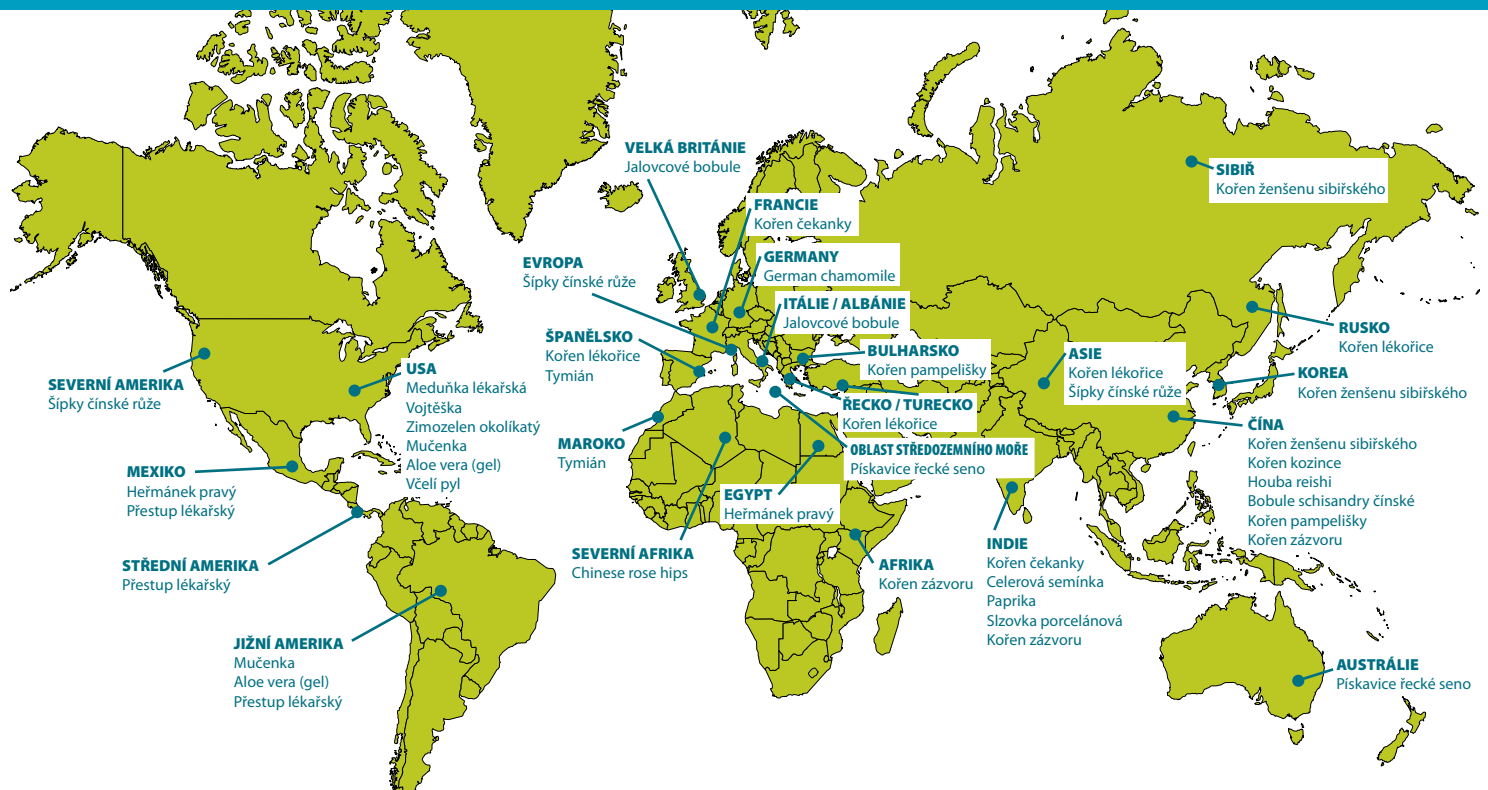 VELKÁ BRITÁNIE
Jalovcové bobule
SIBIŘ
Kořen ženšenu sibiřského
FRANCIE
Kořen čekanky
EVROPA
Šípky čínské růže
GERMANY
German chamomile
ITÁLIE / ALBÁNIE
Jalovcové bobule
ŠPANĚLSKO
Kořen lékořice
Tymián
BULHARSKO
Kořen pampelišky
ASIE
Kořen lékořice
Šípky čínské růže
RUSKO
Kořen lékořice
SEVERNÍ AMERIKA
Šípky čínské růže
USA
Meduňka lékařská
Vojtěška
Zimozelen okolíkatý
Mučenka
Aloe vera (gel)
Včelí pyl
KOREA
Kořen ženšenu sibiřského
ŘECKO / TURECKO
Kořen lékořice
MAROKO
Tymián
OBLAST STŘEDOZEMNÍHO MOŘE
Pískavice řecké seno
ČÍNA
Kořen ženšenu sibiřského
Kořen kozince
Houba reishi
Bobule schisandry čínské
Kořen pampelišky
Kořen zázvoru
MEXIKO
Heřmánek pravý
Přestup lékařský
EGYPT
Heřmánek pravý
STŘEDNÍ AMERIKA
Přestup lékařský
SEVERNÍ AFRIKA
Chinese rose hips
AFRIKA
Kořen zázvoru
INDIE
Kořen čekanky
Celerová semínka
Paprika
Slzovka porcelánová
Kořen zázvoru
JIŽNÍ AMERIKA
Mučenka
Aloe vera (gel)
Přestup lékařský
AUSTRÁLIE
Pískavice řecké seno